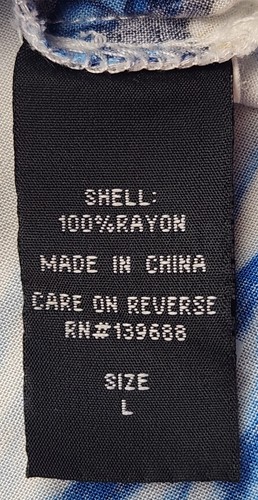 SHELL:
100%RAYON
MADE IN CHINA
CARE ON REVERSE
RN#139688
SIZE
L